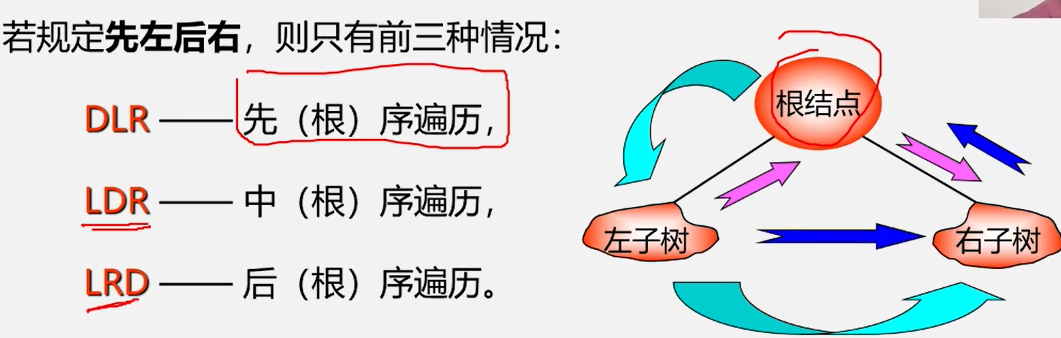 若规定先左后右，则只有前三种情况：
DLR —— 先（根）序遍历，
LDR —— 中（根）序遍历，
LRD —— 后（根）序遍历。
根结点
左子树
右子树